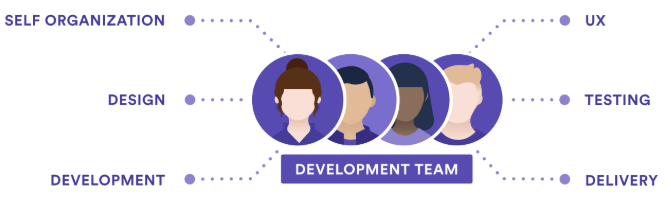 SELF ORGANIZATION
UX
DESIGN
TESTING
DEVELOPMENT TEAM
DEVELOPMENT
DELIVERY